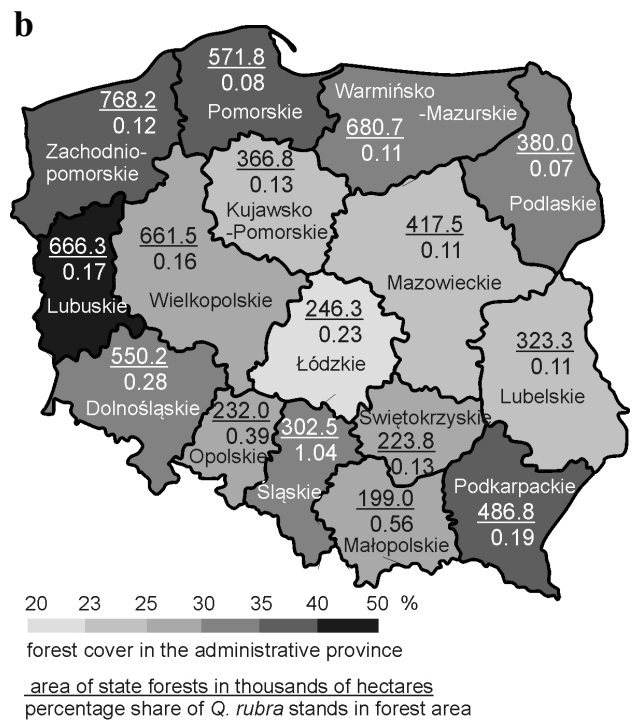 b
571.8
0.08
Pomorskie
768.2
0.12
Zachodnio-
pomorskie
Warmińsko
-Mazurskie
680.7
0.11
380.0
0.07
Podlaskie
366.8
0.13
Kujawsko
-Pomorskie
417.5
0.11
Mazowieckie
666.3
0.17
Lubuskie
661.5
0.16
Wielkopolskie
246.3
0.23
Łódzkie
323.3
0.11
Lubelskie
550.2
0.28
Dolnośląskie
232.0
0.39
Opolskie
302.5
1.04
Śląskie
Świętokrzyskie
223.8
0.13
199.0
0.56
Małopolskie
Podkarpackie
486.8
0.19
20 23 25 30 35 40 50 %
forest cover in the administrative province
area of state forests in thousands of hectares
percentage share of Q. rubra stands in forest area